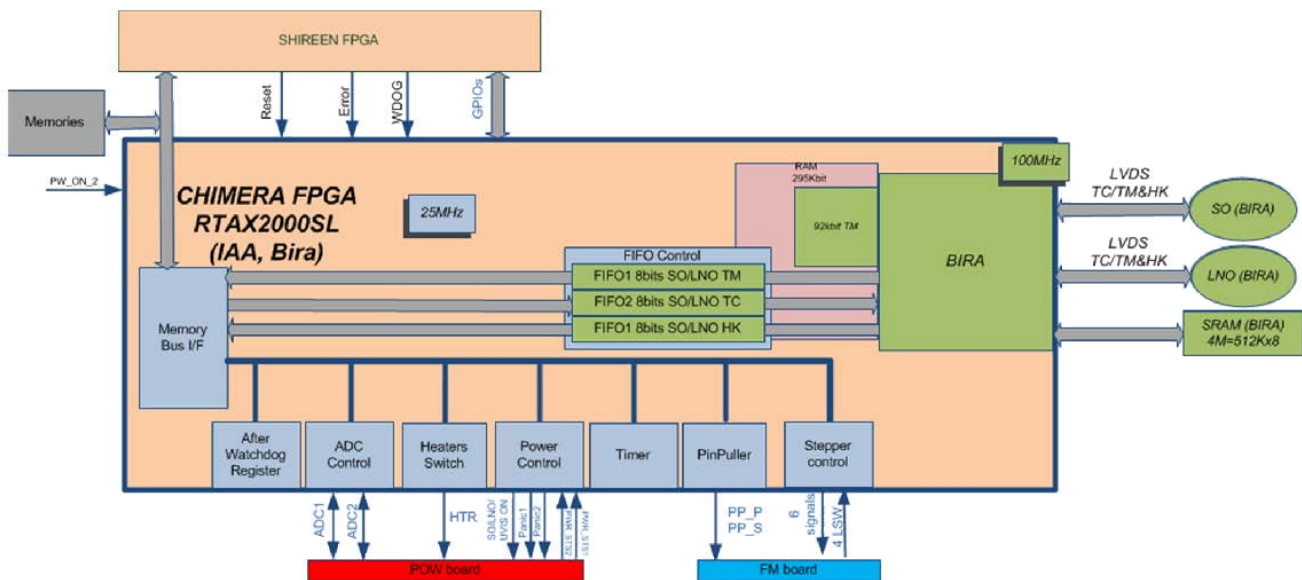 SHIREEN FPGA
Memories
Reset
Error
WDOG
GPIOs
PW_ON_2
CHIMERA FPGA
RTAX2000SL
(IAA, Bira)
25MHz
RAM
295Kbit
100MHz
92kbit TM
BIRA
LVDS
TC/TM&HK
SO (BIRA)
LVDS
TC/TM&HK
LNO (BIRA)
SRAM (BIRA)
4M=512Kx8
FIFO Control
FIFO1 8bits SO/LNO TM
FIFO2 8bits SO/LNO TC
FIFO1 8bits SO/LNO HK
Memory
Bus I/F
After
Watchdog
Register
ADC
Control
Heaters
Switch
Power
Control
Timer
PinPuller
Stepper
control
ADC1
ADC2
HTR
SO/LNO/
UVIS ON
Panic1
Panic2
PWR_STS2
PWR_STS1
PP_P
PP_S
6
signals
4 LSW
POW board
FM board